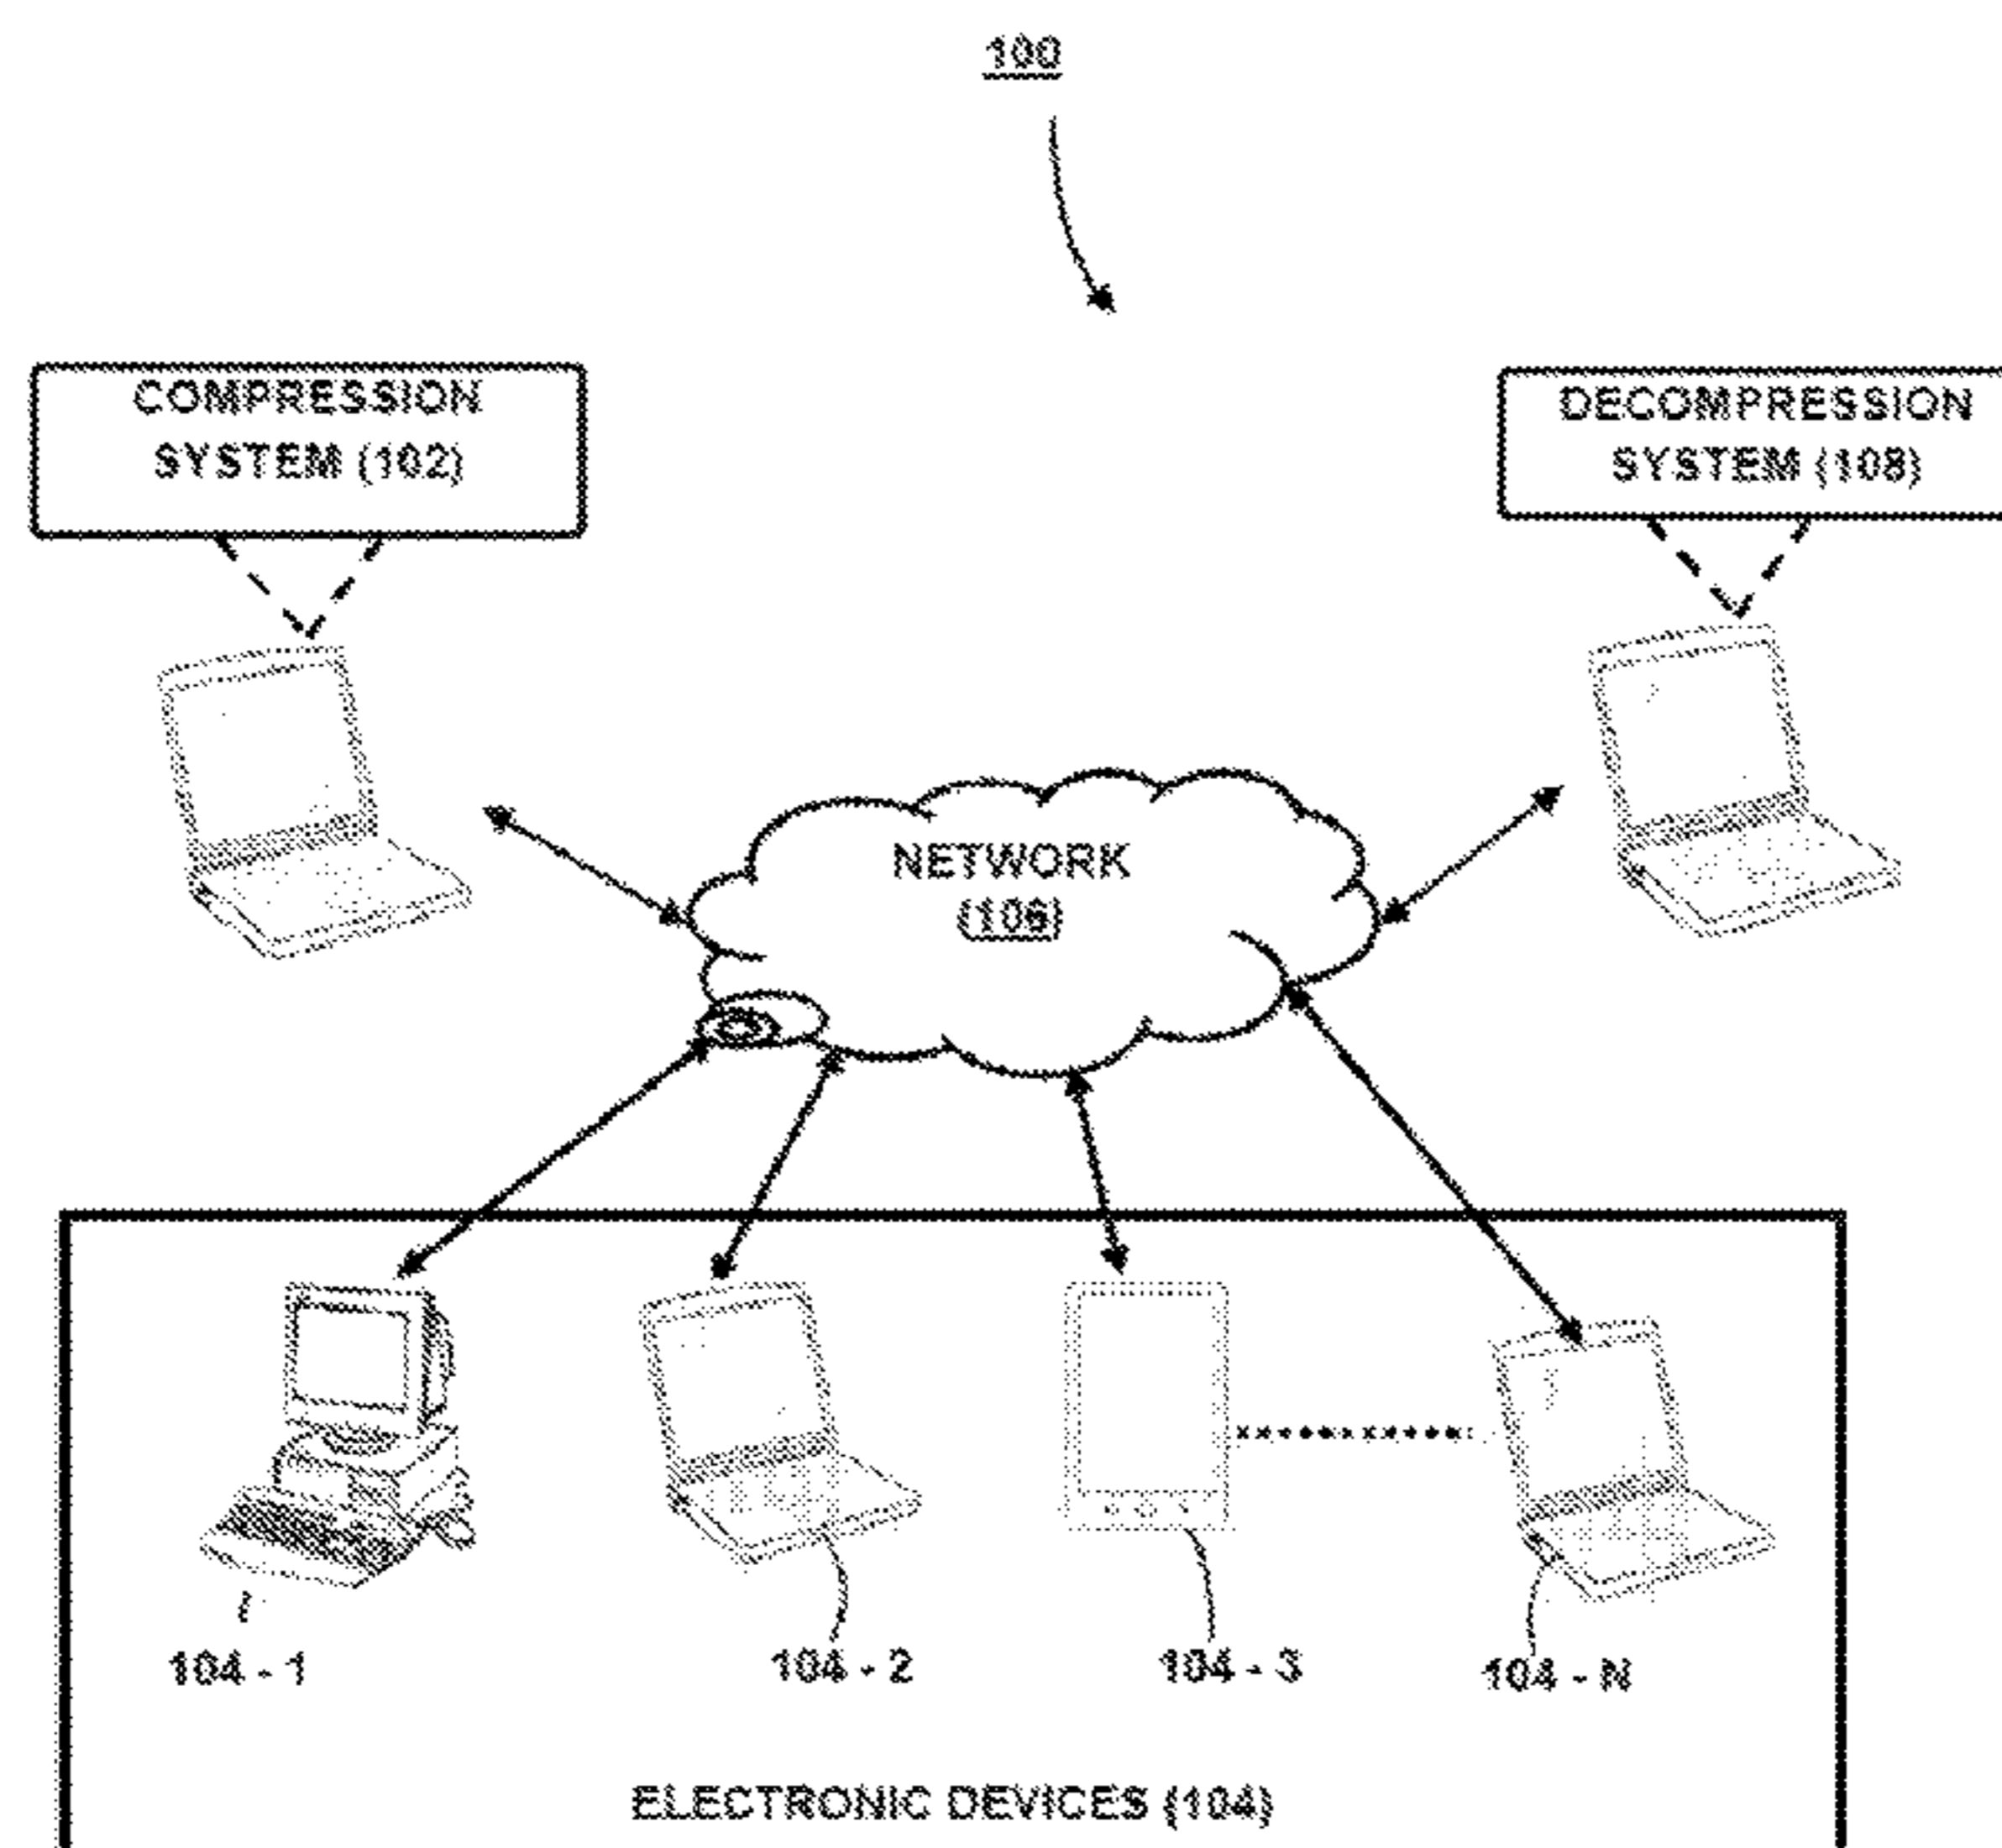 100
COMPRESSION
SYSTEM (102)
DECOMPRESSION
SYSTEM (108)
NETWORK
(106)
104 - 1
104 - 2
104 - 3
104 - N
ELECTRONIC DEVICES (104)